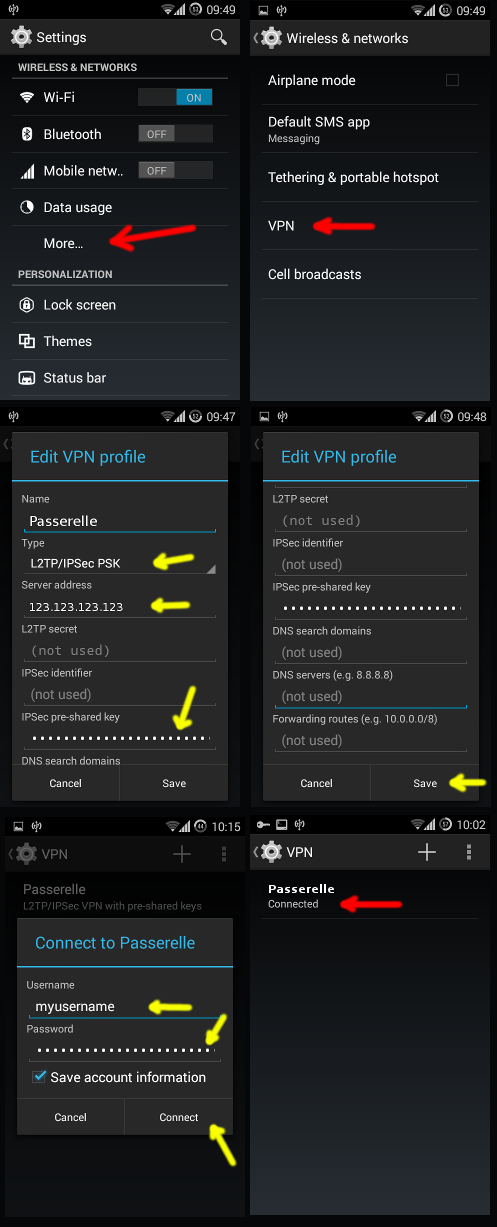 09:49
Settings
WIRELESS & NETWORKS
Wi-Fi
ON
Bluetooth
OFF
Mobile netw..
OFF
Data usage
More...
PERSONALIZATION
Lock screen
Themes
Status bar
09:49
Wireless & networks
Airplane mode
Default SMS app
Messaging
Tethering & portable hotspot
VPN
Cell broadcasts
09:47
Edit VPN profile
Name
Passerelle
Type
L2TP/IPSec PSK
Server address
123.123.123.123
L2TP secret
(not used)
IPSec identifier
(not used)
IPSec pre-shared key
DNS search domains
Cancel
Save
09:48
Edit VPN profile
L2TP secret
(not used)
IPSec identifier
(not used)
IPSec pre-shared key
DNS search domains
(not used)
DNS servers (e.g. 8.8.8.8)
(not used)
Forwarding routes (e.g. 10.0.0.0/8)
(not used)
Cancel
Save
10:15
VPN
Passerelle
L2TP/IPSec VPN with pre-shared keys
Connect to Passerelle
Username
myusername
Password
Save account information
Cancel
Connect
10:02
VPN
Passerelle
Connected